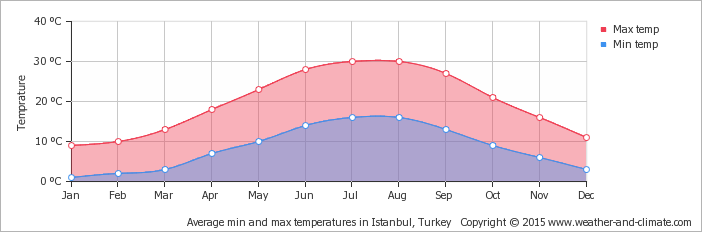 40 ºC
Max temp
Min temp
30 ºC
Temprature
20 ºC
10 ºC
0 ºC
Jan Feb Mar Apr May Jun Jul Aug Sep Oct Nov Dec
Average min and max temperatures in Istanbul, Turkey Copyright © 2015 www.weather-and-climate.com